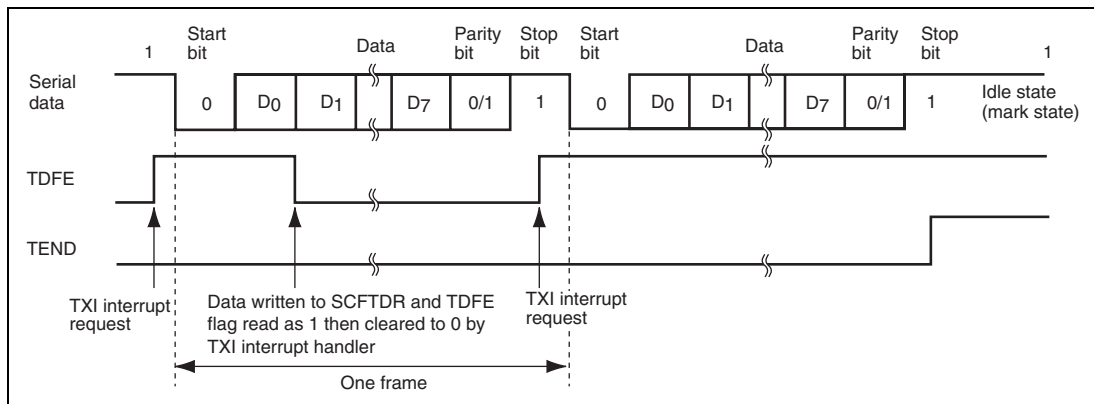 1 Start bit Data Parity bit Stop bit Start bit Data Parity bit Stop bit 1
Serial data 0 D0 D1 D7 0/1 1 0 D0 D1 D7 0/1 1 Idle state (mark state)
TDFE
TEND
TXI interrupt request
Data written to SCFTDR and TDFE
flag read as 1 then cleared to 0 by
TXI interrupt handler
TXI interrupt request
One frame